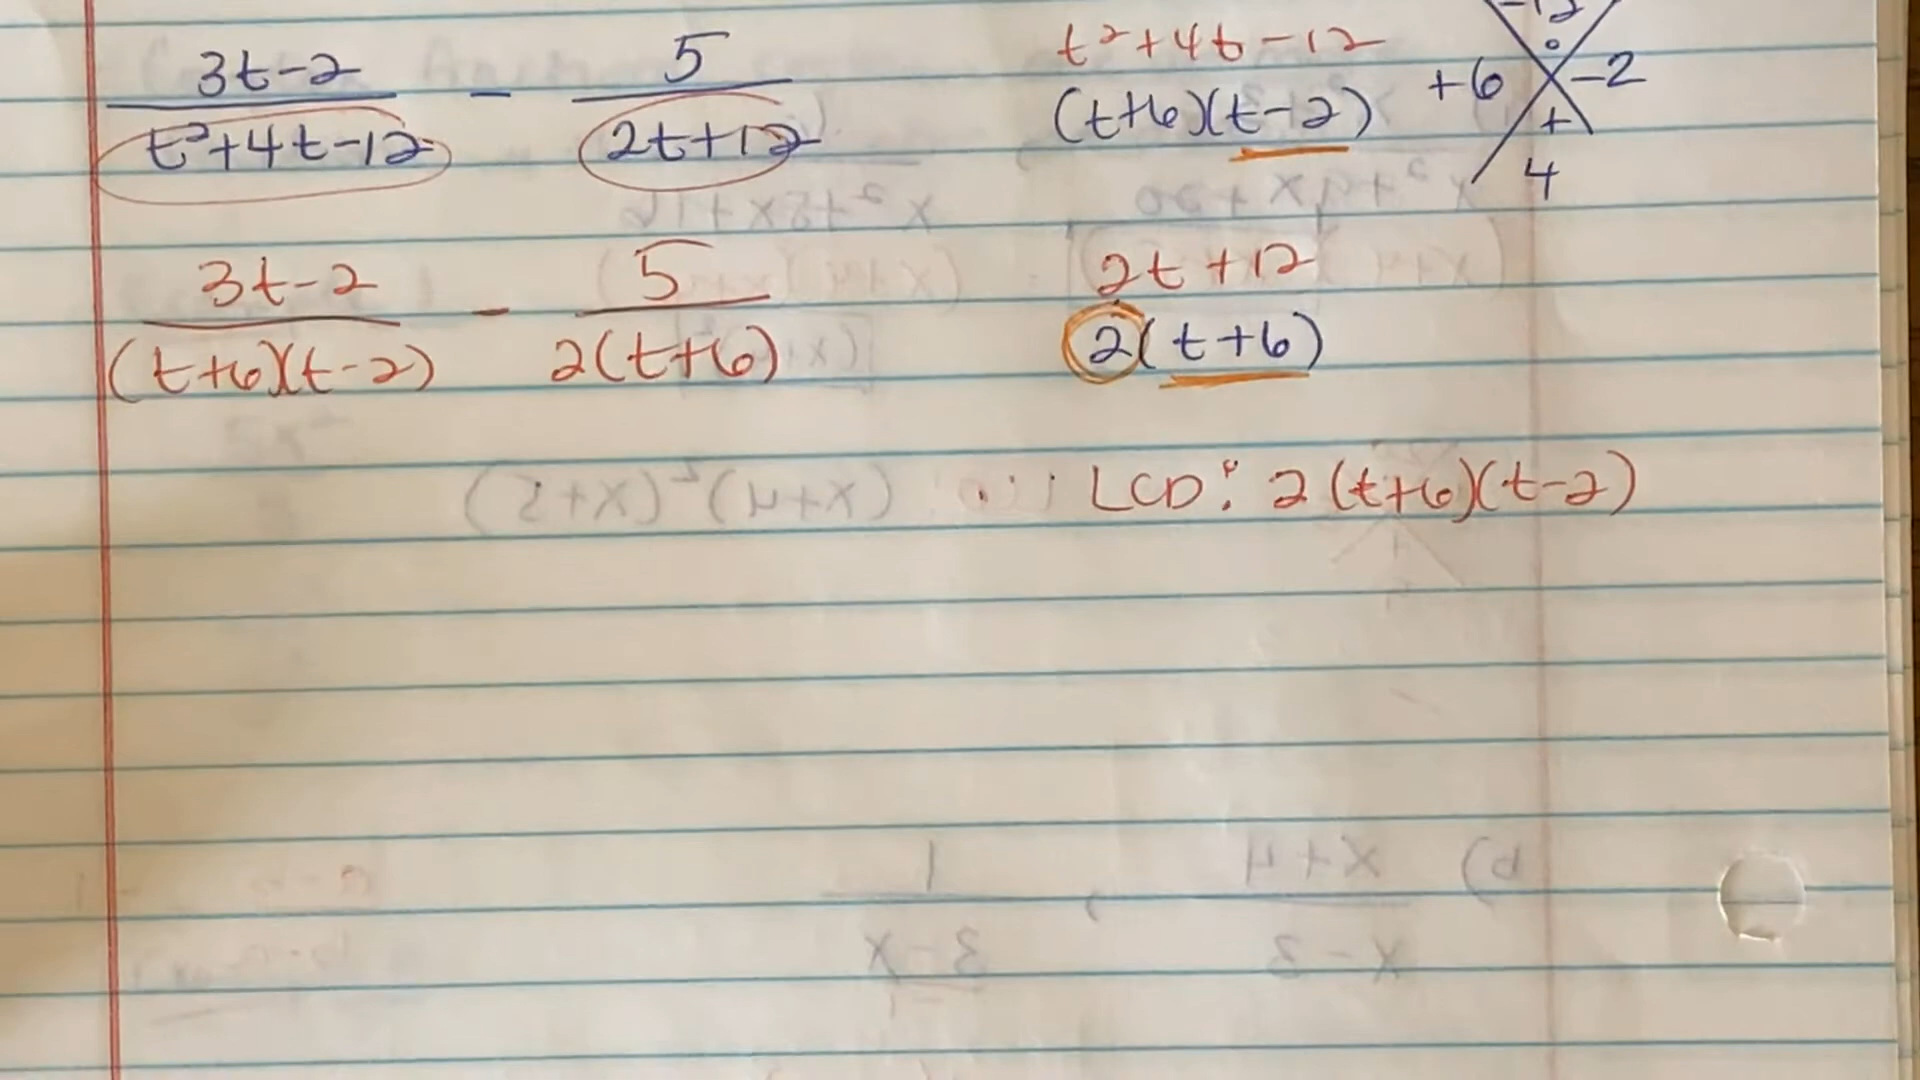 3t-2 / t²+4t-12 - 5 / 2t+12
t²+4t-12
(t+6)(t-2)
-12
•
+6 -2
+
4
3t-2 / (t+6)(t-2) - 5 / 2(t+6)
2t+12
2(t+6)
LCD: 2(t+6)(t-2)